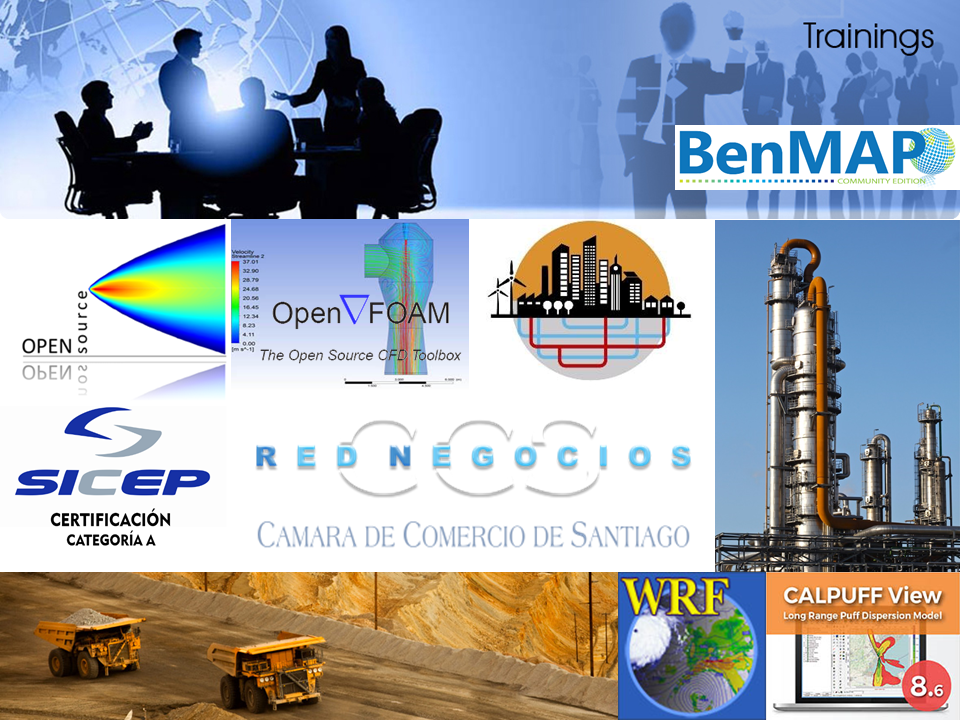 Trainings
BenMAP
COMMUNITY EDITION
OPEN
source
Velocity
Streamline 2
37.01
32.90
28.79
24.68
20.56
16.45
12.34
8.23
4.11
0.00
[m s^-1]
Open∇FOAM
The Open Source CFD Toolbox
SICEP
CERTIFICACIÓN
CATEGORÍA A
CCS
RED NEGOCIOS
CAMARA DE COMERCIO DE SANTIAGO
WRF
CALPUFF View
Long Range Puff Dispersion Model
8.6